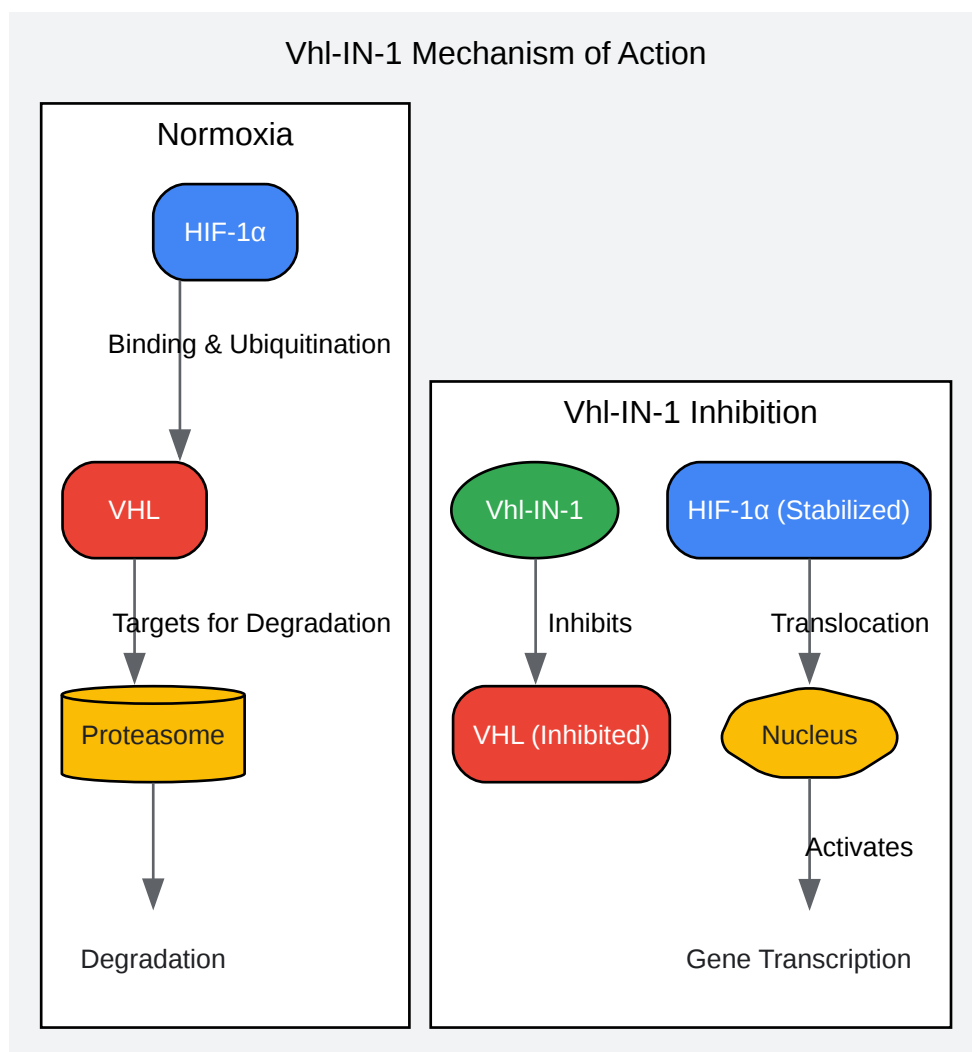 Vhl-IN-1 Mechanism of Action
Normoxia
HIF-1α
Binding & Ubiquitination
VHL
Targets for Degradation
Proteasome
Degradation
Vhl-IN-1 Inhibition
Vhl-IN-1
HIF-1α (Stabilized)
Inhibits
Translocation
VHL (Inhibited)
Nucleus
Activates
Gene Transcription